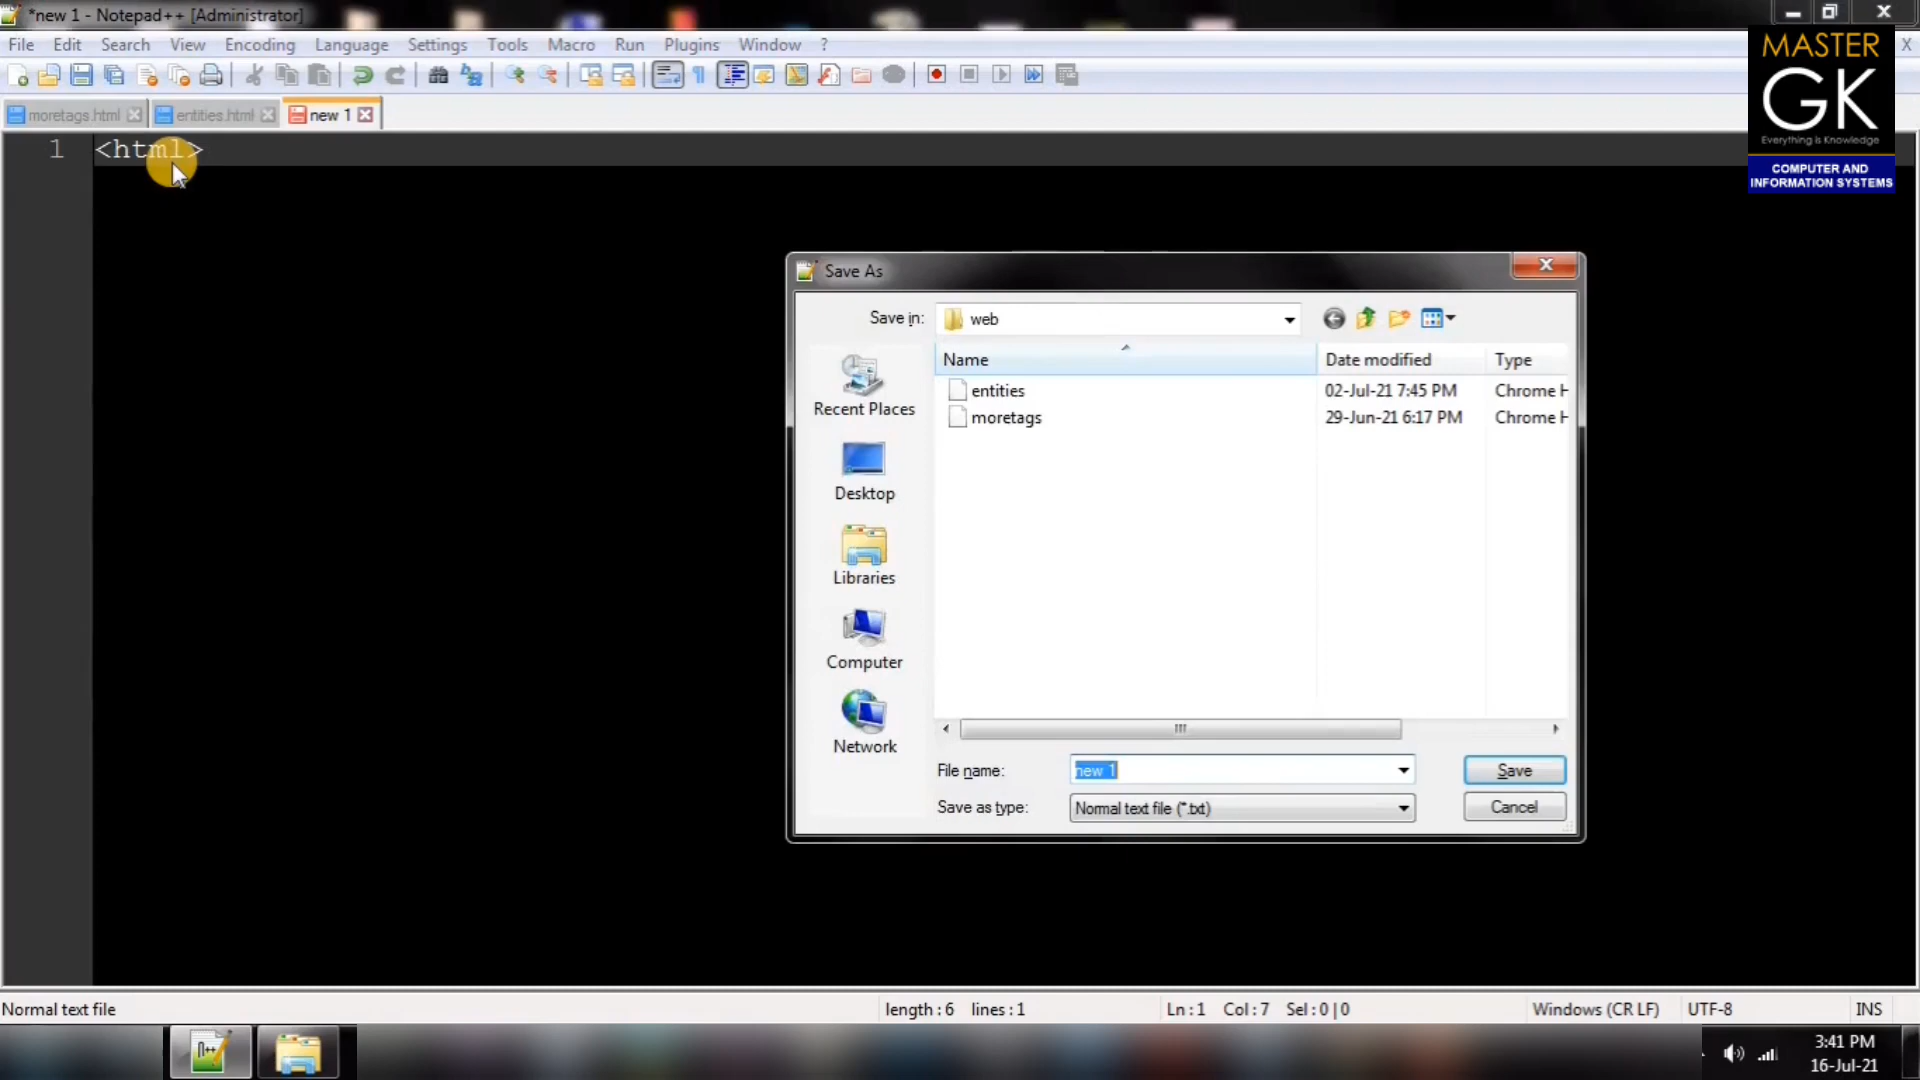 *new 1 - Notepad++ [Administrator]
File Edit Search View Encoding Language Settings Tools Macro Run Plugins Window ? X
moretags.html entities.html new 1
1 <html>
MASTER
GK
Everything is Knowledge
COMPUTER AND
INFORMATION SYSTEMS
Save As
Save in: web
Name Date modified Type
entities 02-Jul-21 7:45 PM Chrome H
moretags 29-Jun-21 6:17 PM Chrome H
Recent Places
Desktop
Libraries
Computer
Network
File name: new 1 Save
Save as type: Normal text file (*.txt) Cancel
Normal text file length : 6 lines : 1 Ln : 1 Col : 7 Sel : 0 | 0 Windows (CR LF) UTF-8 INS
3:41 PM
16-Jul-21